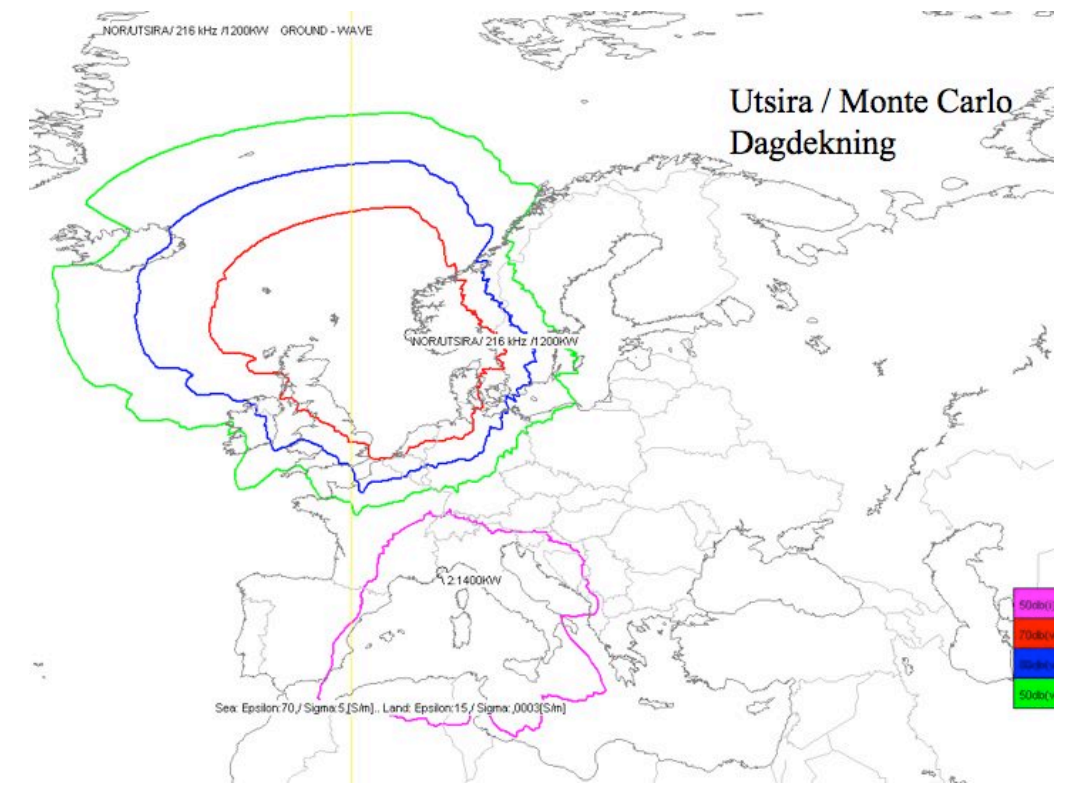 NOR/UTSIRA/ 216 kHz /1200KW GROUND - WAVE
Utsira / Monte Carlo
Dagdekning
NOR/UTSIRA/ 216 kHz /1200KW
2.1400KW
Sea: Epsilon:70,/ Sigma:5,[S/m].. Land: Epsilon:15,/ Sigma:,0003[S/m]
50db(
70db(
50db(